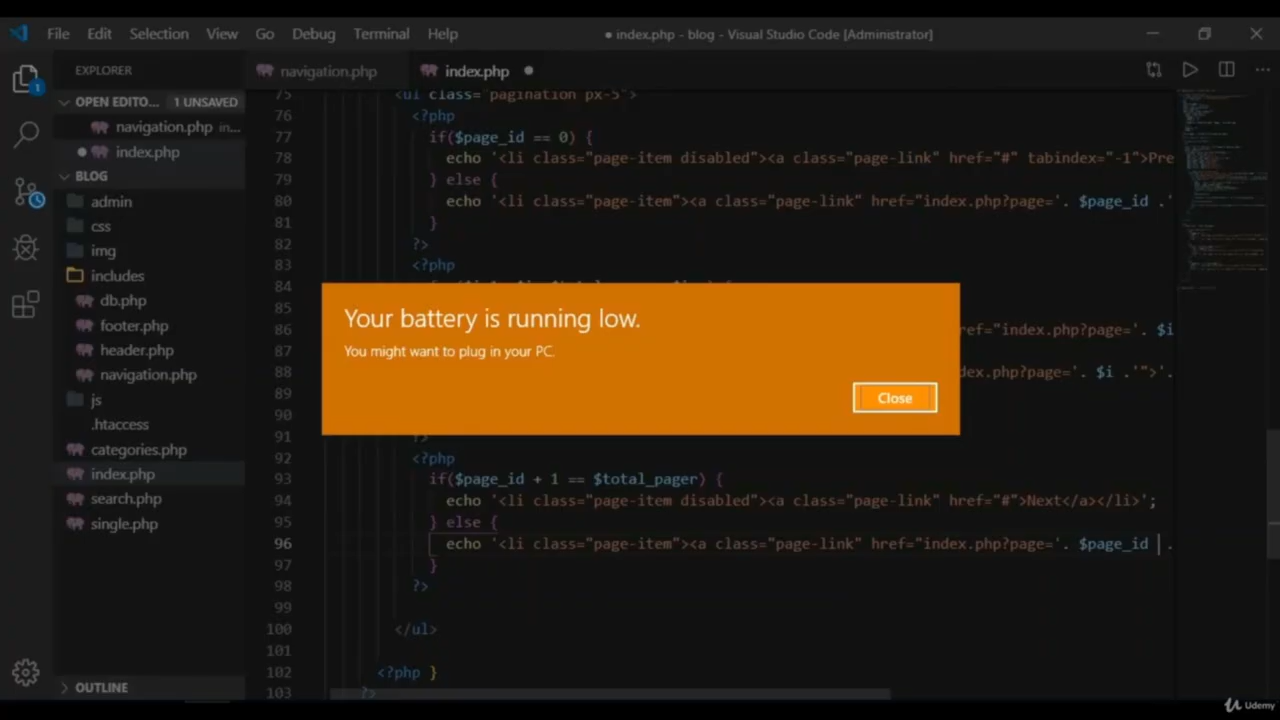 File Edit Selection View Go Debug Terminal Help
● index.php - blog - Visual Studio Code [Administrator]
EXPLORER
navigation.php
index.php ●
OPEN EDITO... 1 UNSAVED
navigation.php in...
● index.php
BLOG
admin
css
img
includes
db.php
footer.php
header.php
navigation.php
js
.htaccess
categories.php
index.php
search.php
single.php
OUTLINE
75 <ul class="pagination px-5">
76 <?php
77 if($page_id == 0) {
78 echo '<li class="page-item disabled"><a class="page-link" href="#" tabindex="-1">Pre
79 } else {
80 echo '<li class="page-item"><a class="page-link" href="index.php?page='. $page_id .'
81 }
82 ?>
83 <?php
84
85
86 ref="index.php?page='. $i
87
88 dex.php?page='. $i .'">'.
89
90
91 ?>
92 <?php
93 if($page_id + 1 == $total_pager) {
94 echo '<li class="page-item disabled"><a class="page-link" href="#">Next</a></li>';
95 } else {
96 echo '<li class="page-item"><a class="page-link" href="index.php?page='. $page_id .
97 }
98 ?>
99
100 </ul>
101
102 <?php }
103 ?>
Your battery is running low.
You might want to plug in your PC.
Close
1
Udemy